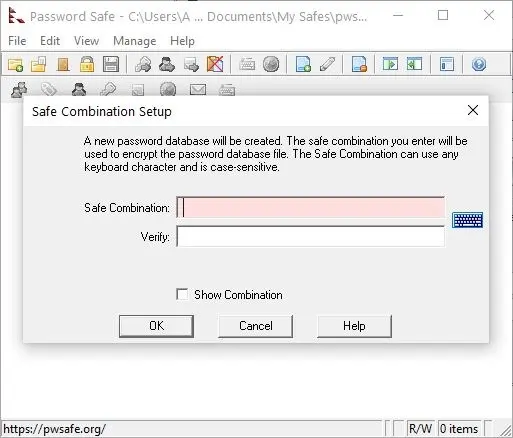 Password Safe - C:\Users\A ... Documents\My Safes\pws...
File Edit View Manage Help
Safe Combination Setup
A new password database will be created. The safe combination you enter will be
used to encrypt the password database file. The Safe Combination can use any
keyboard character and is case-sensitive.
Safe Combination:
Verify:
Show Combination
OK Cancel Help
https://pwsafe.org/ R/W 0 items